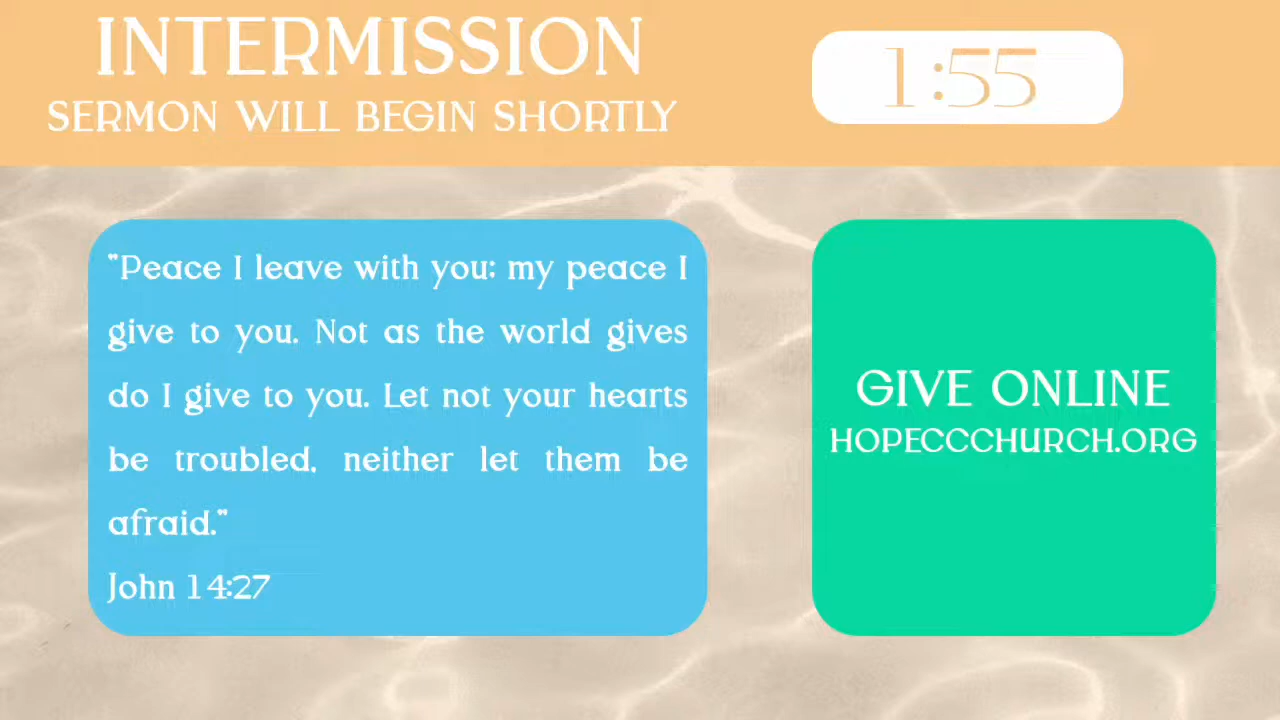 INTERMISSION
SERMON WILL BEGIN SHORTLY
1:55
"Peace I leave with you; my peace I
give to you. Not as the world gives
do I give to you. Let not your hearts
be troubled, neither let them be
afraid."
John 14:27
GIVE ONLINE
HOPECCCHURCH.ORG